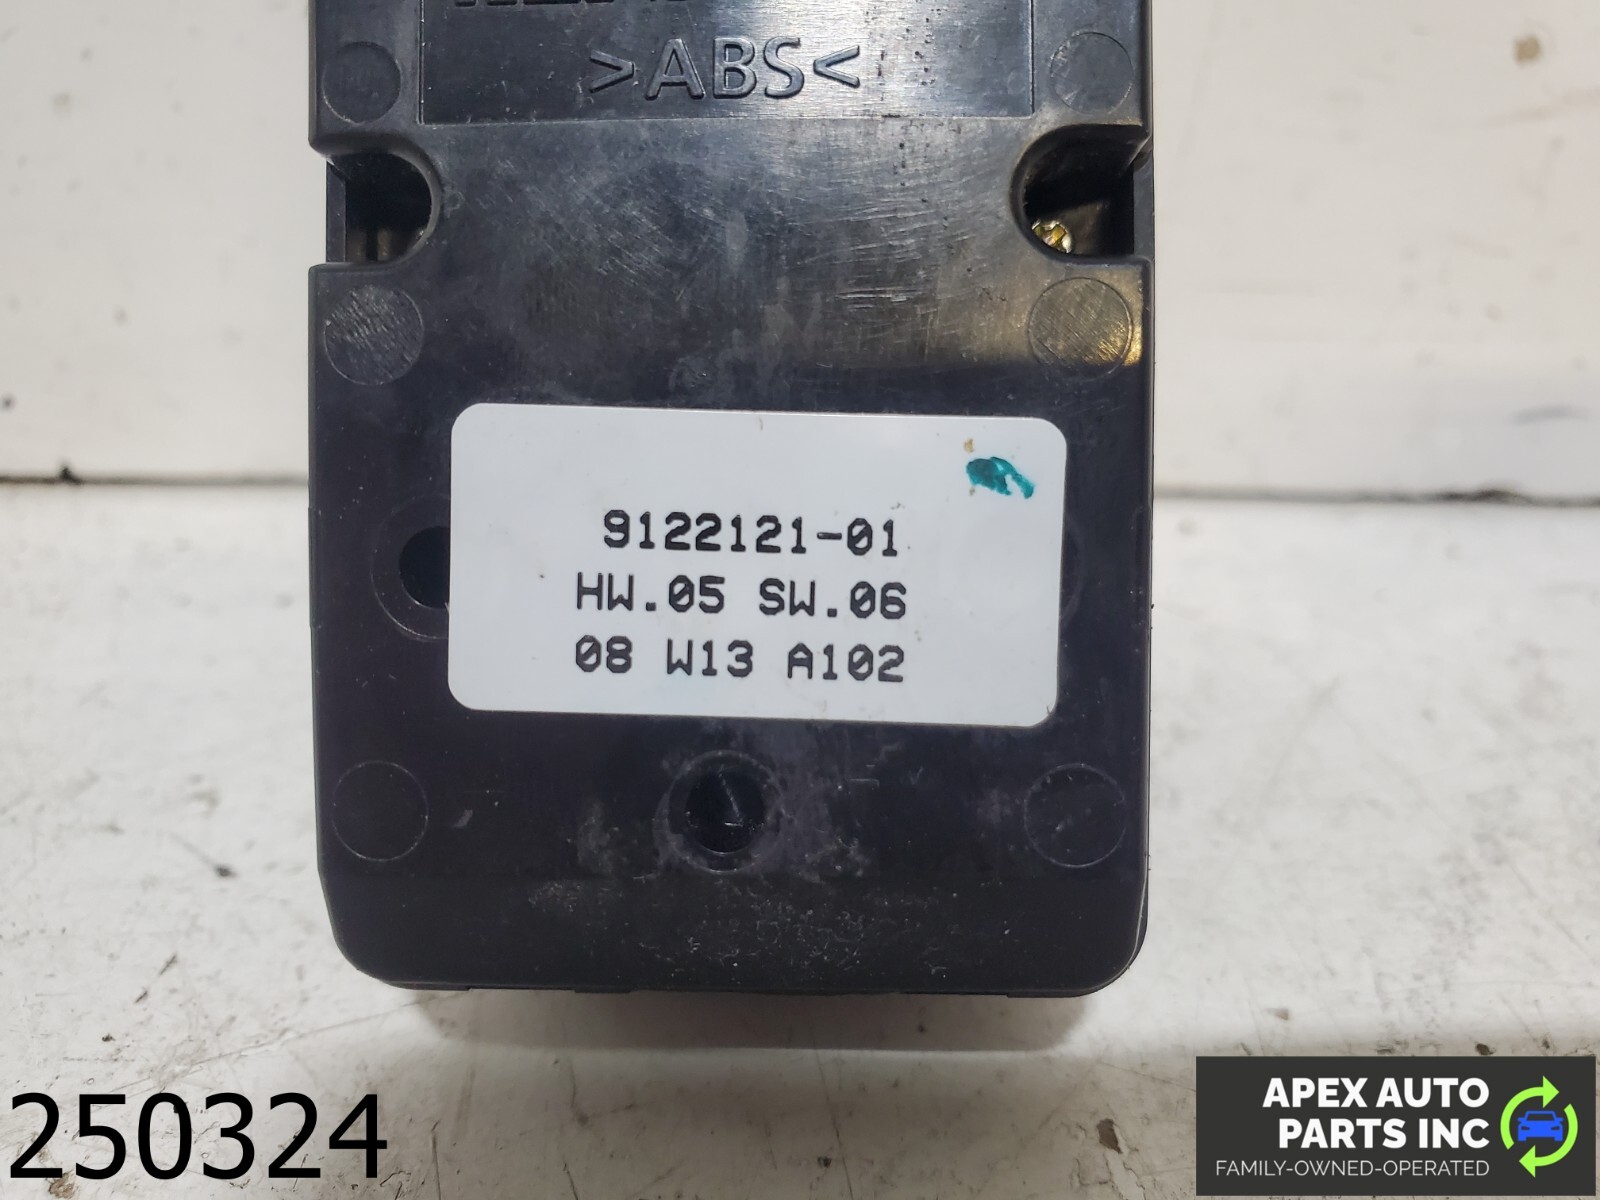 >ABS<
9122121-01
HW.05 SW.06
08 W13 A102
250324
APEX AUTO
PARTS INC
FAMILY-OWNED-OPERATED